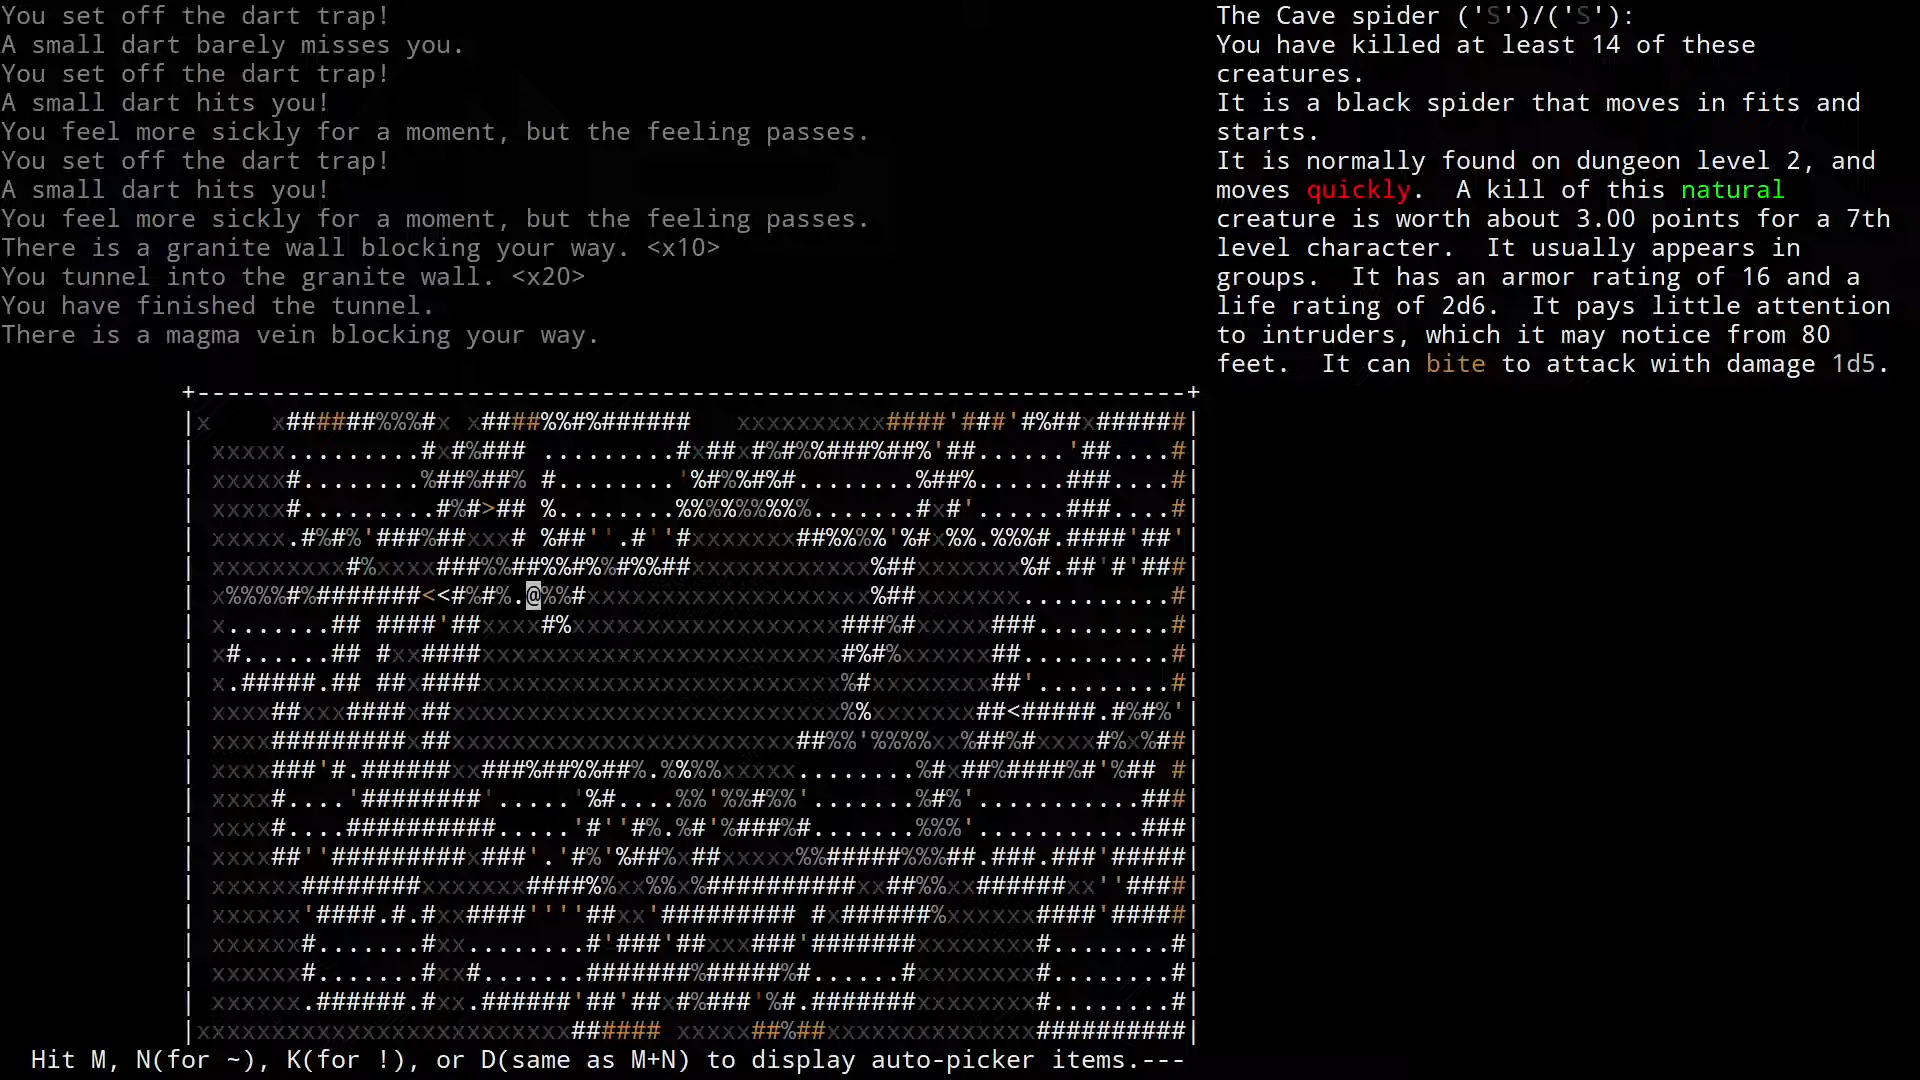 You set off the dart trap!
A small dart barely misses you.
You set off the dart trap!
A small dart hits you!
You feel more sickly for a moment, but the feeling passes.
You set off the dart trap!
A small dart hits you!
You feel more sickly for a moment, but the feeling passes.
There is a granite wall blocking your way. <x10>
You tunnel into the granite wall. <x20>
You have finished the tunnel.
There is a magma vein blocking your way.
The Cave spider ('S')/('S'):
You have killed at least 14 of these
creatures.
It is a black spider that moves in fits and
starts.
It is normally found on dungeon level 2, and
moves quickly.  A kill of this natural
creature is worth about 3.00 points for a 7th
level character.  It usually appears in
groups.  It has an armor rating of 16 and a
life rating of 2d6.  It pays little attention
to intruders, which it may notice from 80
feet.  It can bite to attack with damage 1d5.
Hit M, N(for ~), K(for !), or D(same as M+N) to display auto-picker items.---